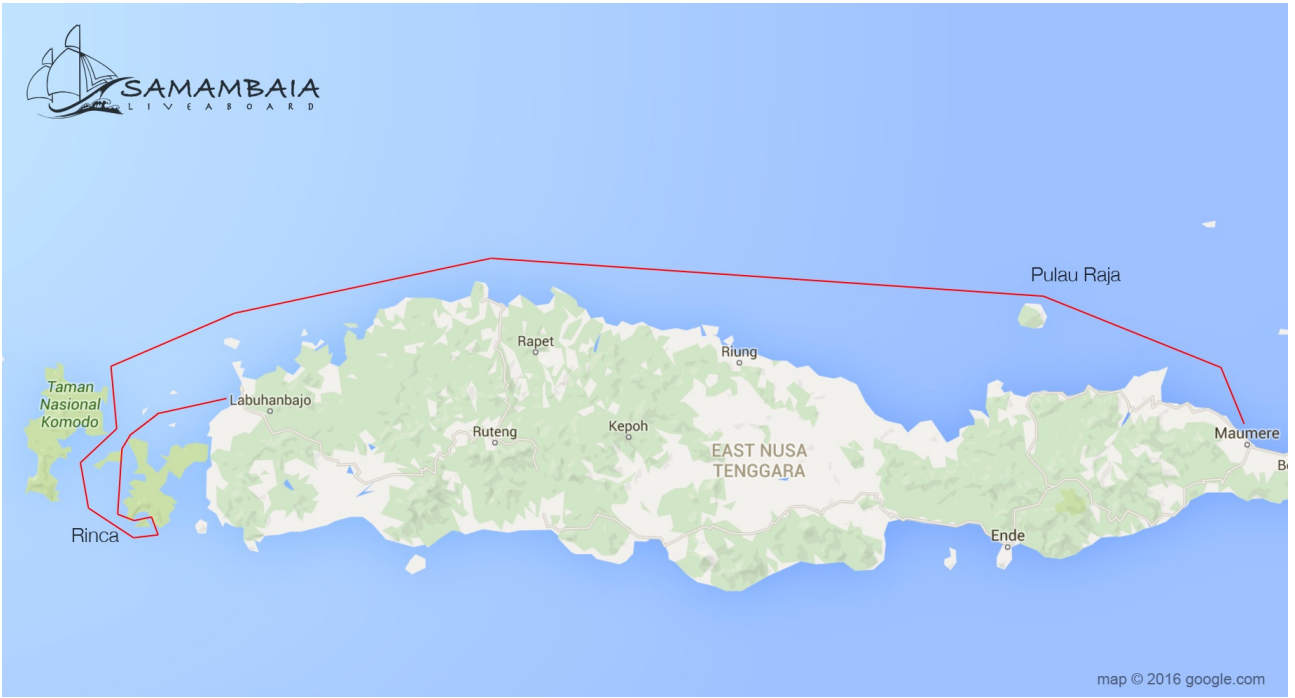 SAMAMBAIA
LIVEABOARD
Pulau Raja
Rapet
Riung
Taman
Nasional
Komodo
Labuhanbajo
Ruteng
Kepoh
EAST NUSA
TENGGARA
Maumere
Rinca
Ende
map © 2016 google.com